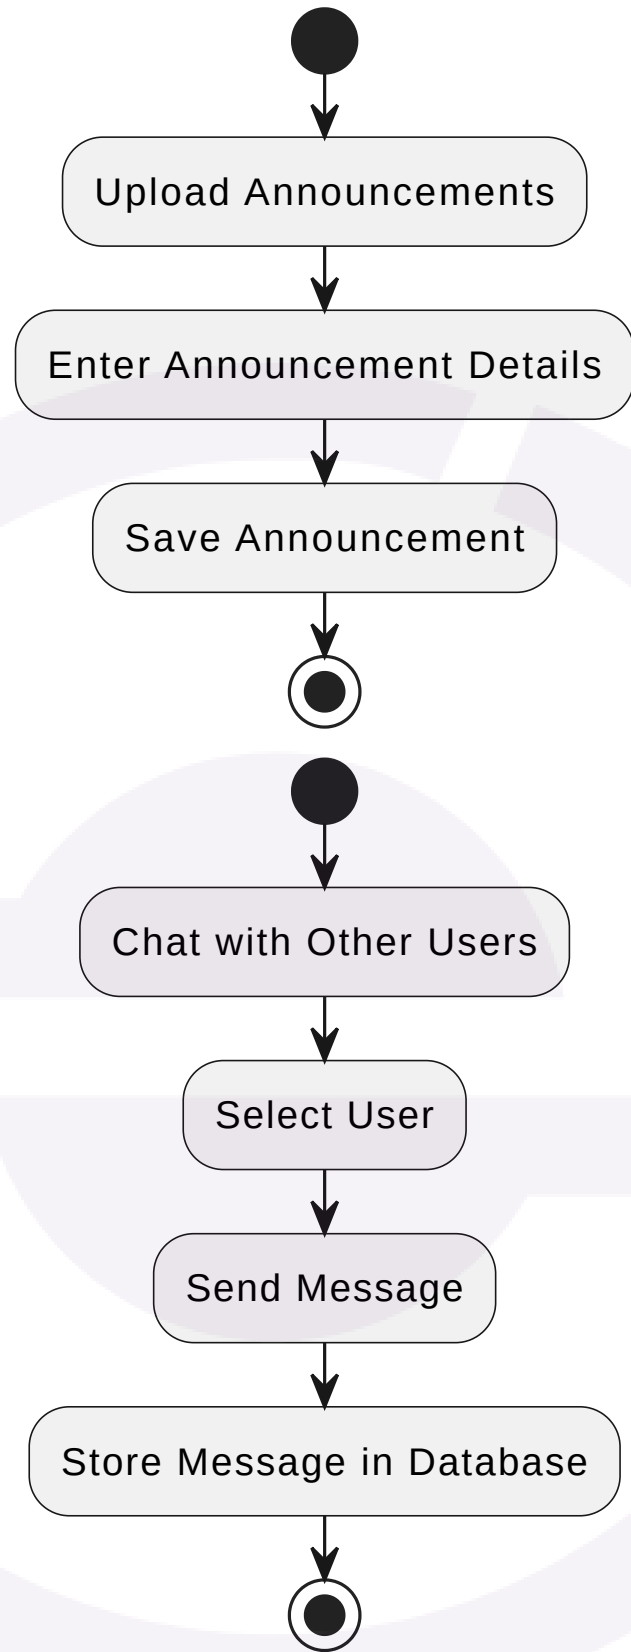 Upload Announcements
Enter Announcement Details
Save Announcement
Chat with Other Users
Select User
Send Message
Store Message in Database